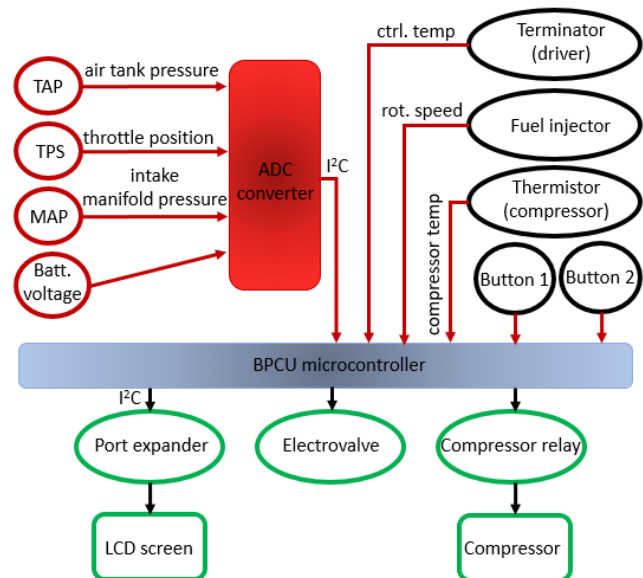 TAP
air tank pressure
TPS
throttle position
MAP
intake
manifold pressure
Batt.
voltage
ADC
converter
I²C
ctrl. temp
Terminator
(driver)
rot. speed
Fuel injector
compressor temp
Thermistor
(compressor)
Button 1
Button 2
BPCU microcontroller
I²C
Port expander
Electrovalve
Compressor relay
LCD screen
Compressor